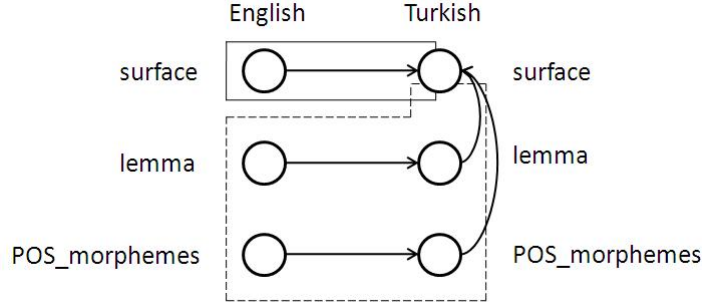 English Turkish
surface surface
lemma lemma
POS_morphemes POS_morphemes